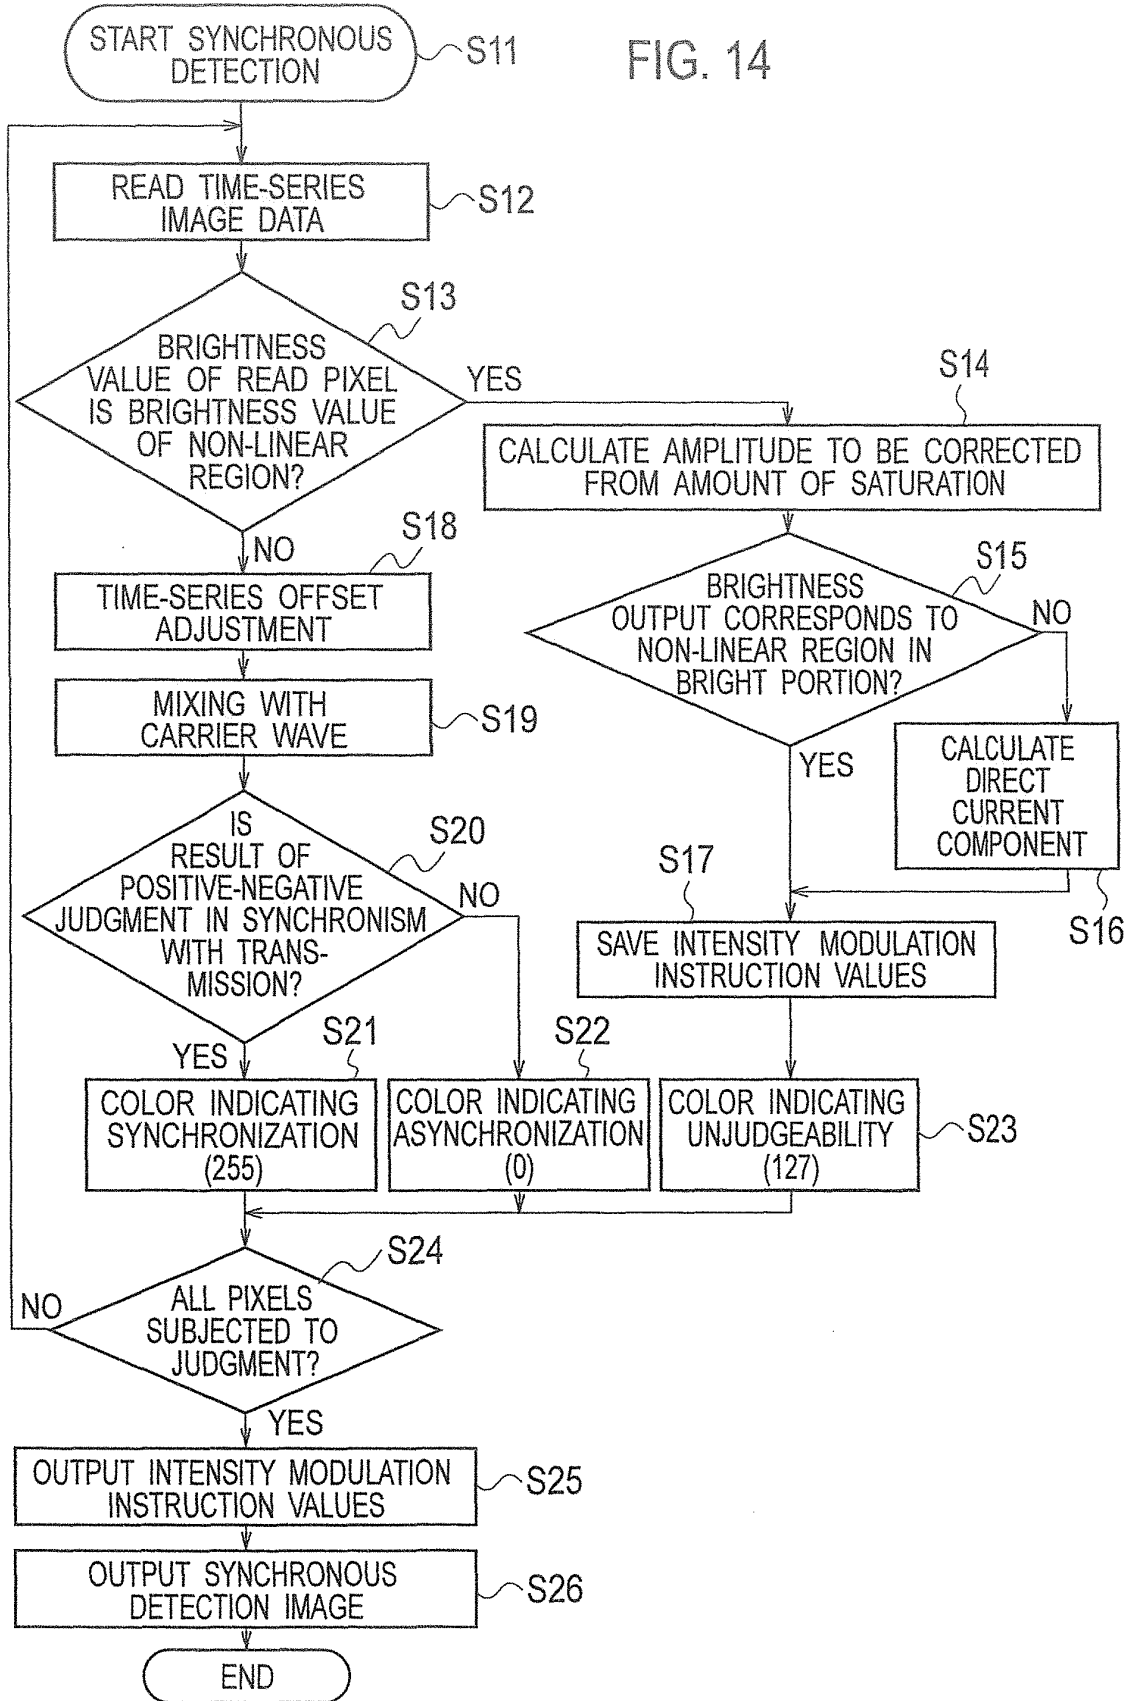 START SYNCHRONOUS
DETECTION
S11
FIG. 14
READ TIME-SERIES
IMAGE DATA
S12
S13
BRIGHTNESS
VALUE OF READ PIXEL
IS BRIGHTNESS VALUE
OF NON-LINEAR
REGION?
YES
S14
CALCULATE AMPLITUDE TO BE CORRECTED
FROM AMOUNT OF SATURATION
NO
S18
TIME-SERIES OFFSET
ADJUSTMENT
S15
BRIGHTNESS
OUTPUT CORRESPONDS TO
NON-LINEAR REGION IN
BRIGHT PORTION?
NO
YES
MIXING WITH
CARRIER WAVE
S19
CALCULATE
DIRECT
CURRENT
COMPONENT
S16
S20
IS
RESULT OF
POSITIVE-NEGATIVE
JUDGMENT IN SYNCHRONISM
WITH TRANS-
MISSION?
NO
S17
SAVE INTENSITY MODULATION
INSTRUCTION VALUES
YES
S21
COLOR INDICATING
SYNCHRONIZATION
(255)
S22
COLOR INDICATING
ASYNCHRONIZATION
(0)
COLOR INDICATING
UNJUDGEABILITY
(127)
S23
S24
ALL PIXELS
SUBJECTED TO
JUDGMENT?
NO
YES
OUTPUT INTENSITY MODULATION
INSTRUCTION VALUES
S25
OUTPUT SYNCHRONOUS
DETECTION IMAGE
S26
END